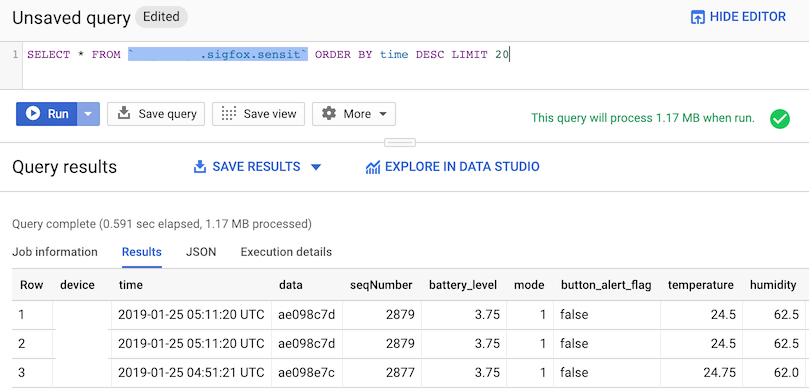 Unsaved query Edited HIDE EDITOR
1 SELECT * FROM ` .sigfox.sensit` ORDER BY time DESC LIMIT 20
Run Save query Save view More This query will process 1.17 MB when run.
Query results SAVE RESULTS EXPLORE IN DATA STUDIO
Query complete (0.591 sec elapsed, 1.17 MB processed)
Job information Results JSON Execution details
Row device time data seqNumber battery_level mode button_alert_flag temperature humidity
1 2019-01-25 05:11:20 UTC ae098c7d 2879 3.75 1 false 24.5 62.5
2 2019-01-25 05:11:20 UTC ae098c7d 2879 3.75 1 false 24.5 62.5
3 2019-01-25 04:51:21 UTC ae098e7c 2877 3.75 1 false 24.75 62.0